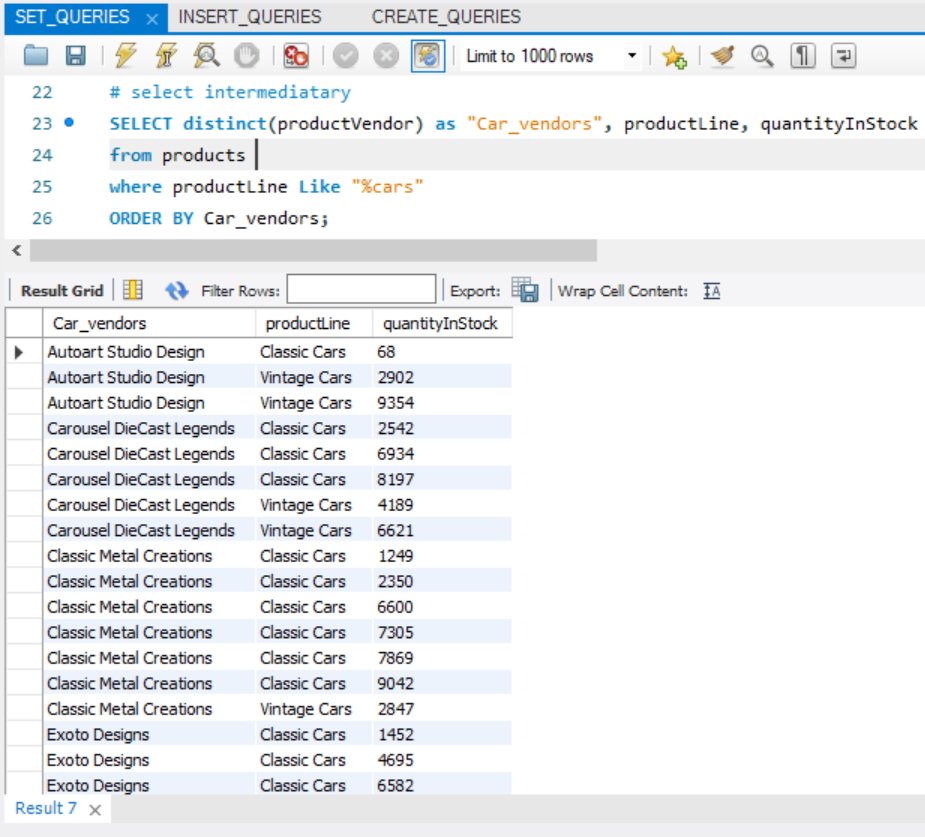 SET_QUERIES × INSERT_QUERIES CREATE_QUERIES
Limit to 1000 rows
22 # select intermediatary
23 SELECT distinct(productVendor) as "Car_vendors", productLine, quantityInStock
24 from products
25 where productLine Like "%cars"
26 ORDER BY Car_vendors;
Result Grid Filter Rows: Export: Wrap Cell Content: IA
Car_vendors productLine quantityInStock
Autoart Studio Design Classic Cars 68
Autoart Studio Design Vintage Cars 2902
Autoart Studio Design Vintage Cars 9354
Carousel DieCast Legends Classic Cars 2542
Carousel DieCast Legends Classic Cars 6934
Carousel DieCast Legends Classic Cars 8197
Carousel DieCast Legends Vintage Cars 4189
Carousel DieCast Legends Vintage Cars 6621
Classic Metal Creations Classic Cars 1249
Classic Metal Creations Classic Cars 2350
Classic Metal Creations Classic Cars 6600
Classic Metal Creations Classic Cars 7305
Classic Metal Creations Classic Cars 7869
Classic Metal Creations Classic Cars 9042
Classic Metal Creations Vintage Cars 2847
Exoto Designs Classic Cars 1452
Exoto Designs Classic Cars 4695
Exoto Designs Classic Cars 6582
Result 7 ×